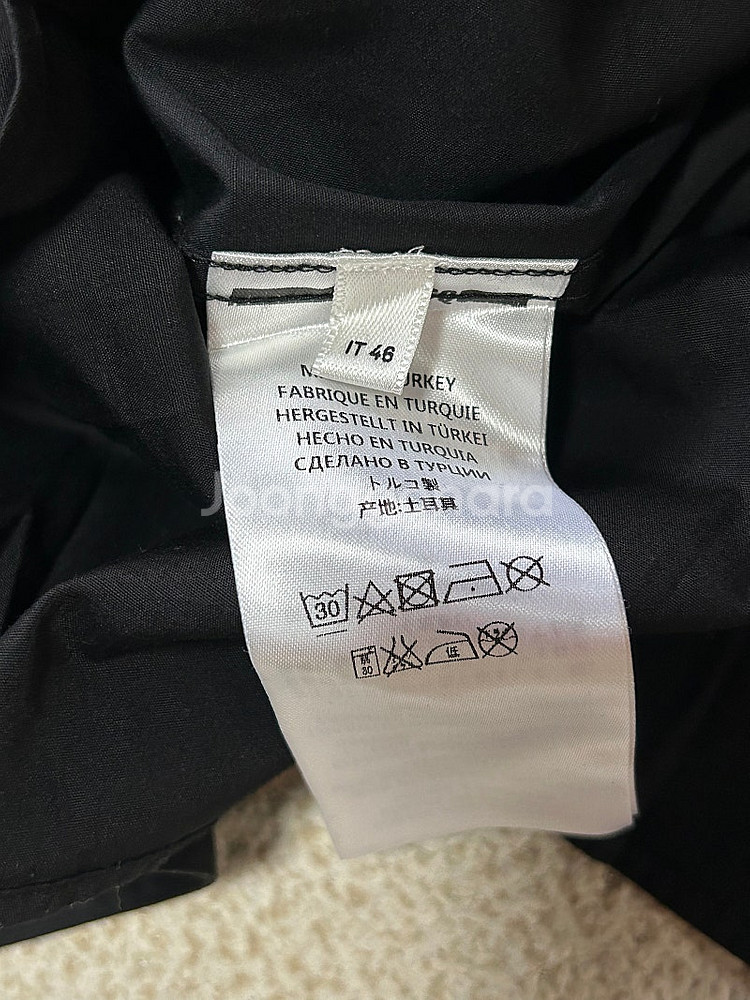 IT 46
FABRIQUE EN TURQUIE
HERGESTELLT IN TÜRKEI
HECHO EN TURQUIA
СДЕЛАНО В ТУРЦИИ
トルコ製
产地:土耳其
30
30
低